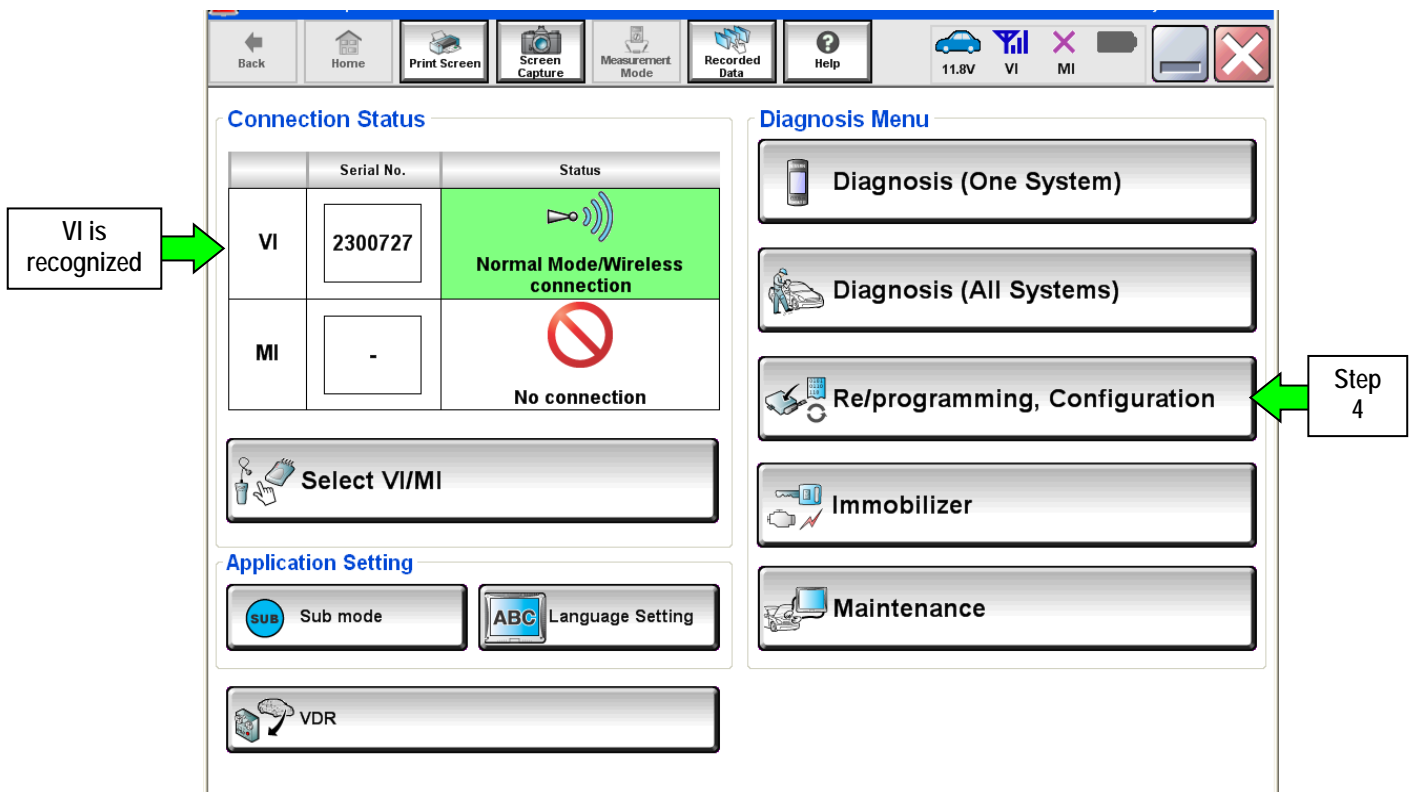 Back
Home
Print Screen
Screen
Capture
Measurement
Mode
Recorded
Data
Help
11.8V
VI
MI
Connection Status
Serial No.
Status
VI
2300727
Normal Mode/Wireless
connection
MI
-
No connection
Select VI/MI
Application Setting
SUB
Sub mode
ABC
Language Setting
VDR
Diagnosis Menu
Diagnosis (One System)
Diagnosis (All Systems)
Re/programming, Configuration
Immobilizer
Maintenance
VI is
recognized
Step
4